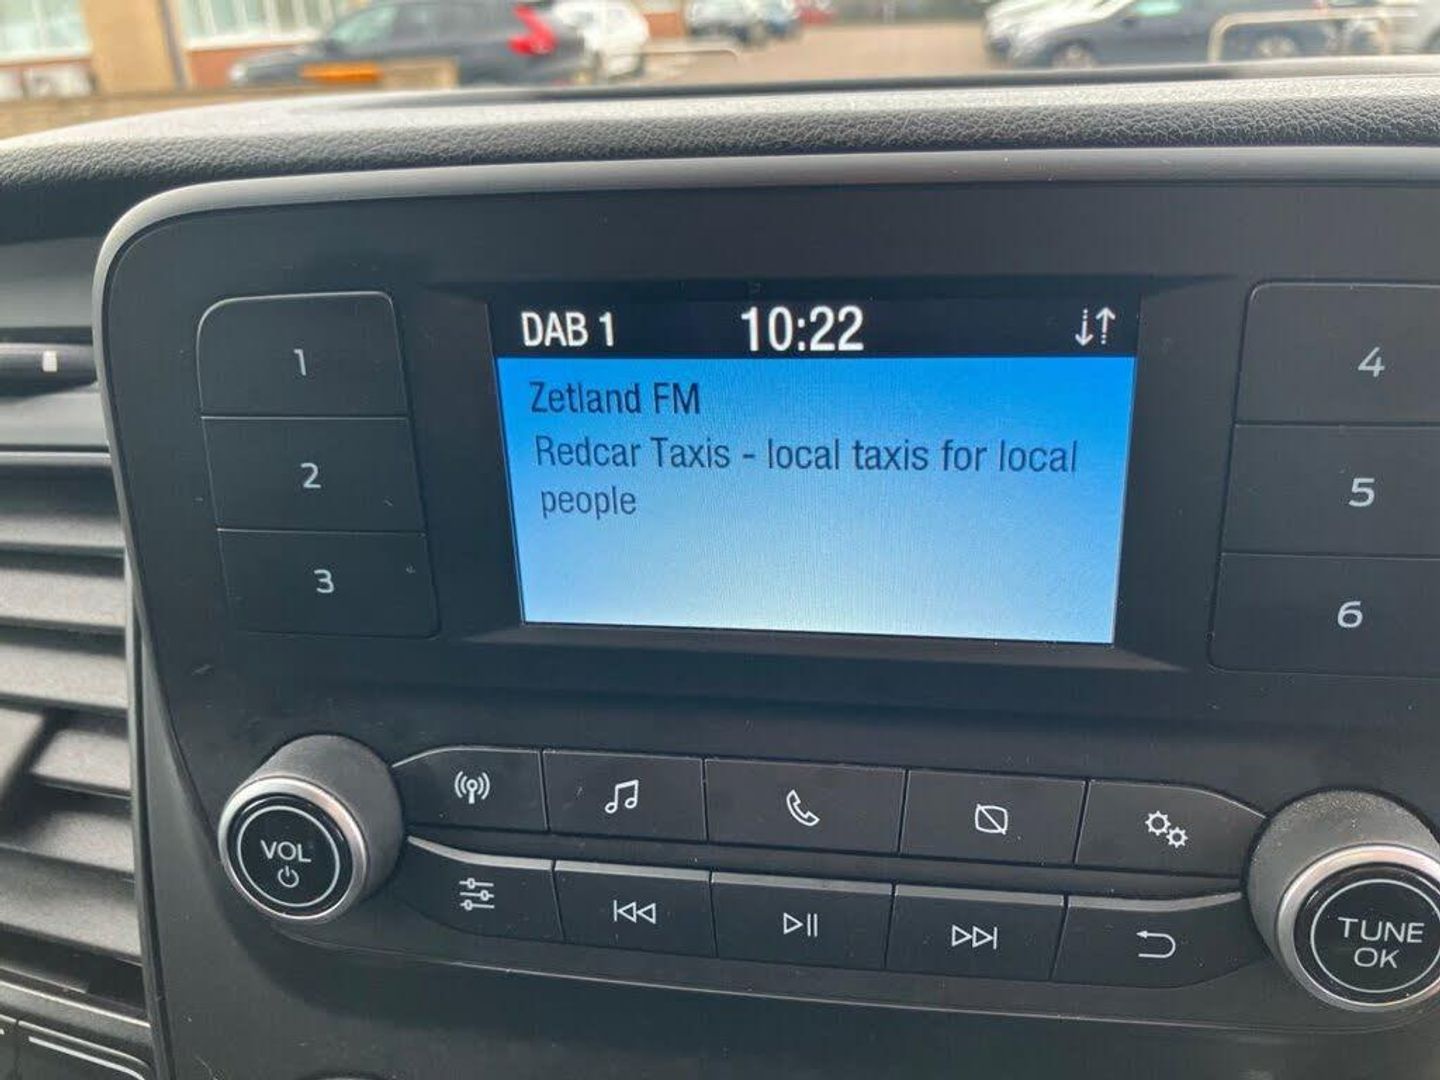 DAB 1 10:22
Zetland FM
Redcar Taxis - local taxis for local
people
1
2
3
4
5
6
VOL
TUNE
OK